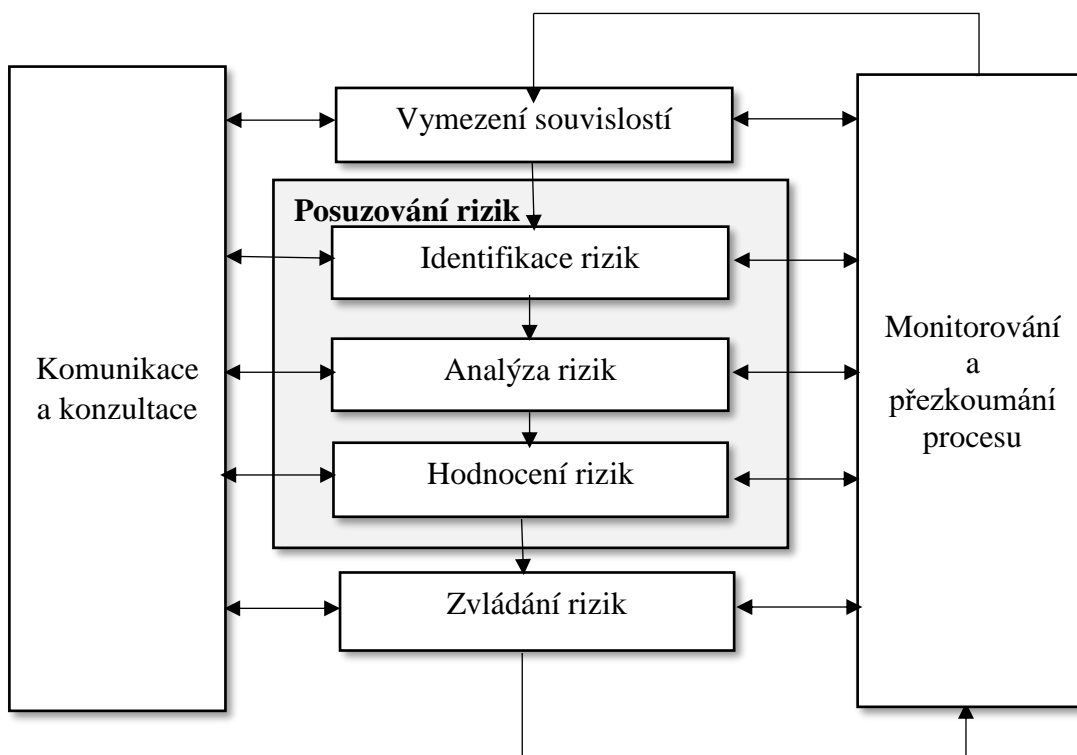 Vymezení souvislostí
Posuzování rizik
Identifikace rizik
Analýza rizik
Hodnocení rizik
Zvládání rizik
Komunikace
a konzultace
Monitorování
a
přezkoumání
procesu